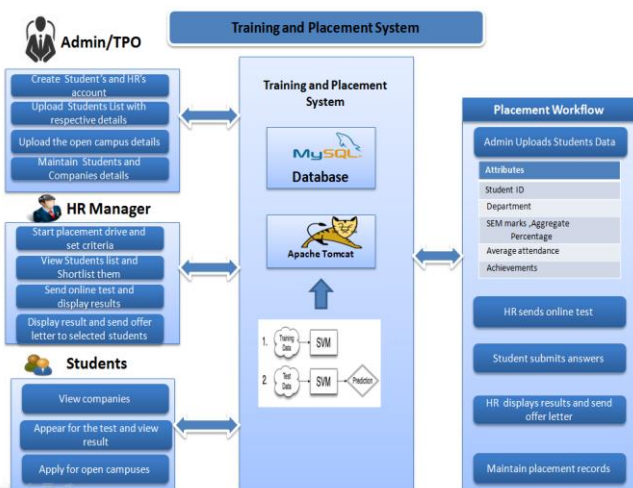 Training and Placement System
Admin/TPO
Create Student's and HR's
account
Upload Students List with
respective details
Upload the open campus details
Maintain Students and
Companies details
HR Manager
Start placement drive and
set criteria
View Students list and
Shortlist them
Send online test and
display results
Display result and send offer
letter to selected students
Students
View companies
Appear for the test and view
result
Apply for open campuses
Training and Placement
System
MySQL
Database
Apache Tomcat
1. Training
Data
SVM
2. Test
Data
SVM
Prediction
Placement Workflow
Admin Uploads Students Data
Attributes
Student ID
Department
SEM marks ,Aggregate
Percentage
Average attendance
Achievements
HR sends online test
Student submits answers
HR displays results and send
offer letter
Maintain placement records